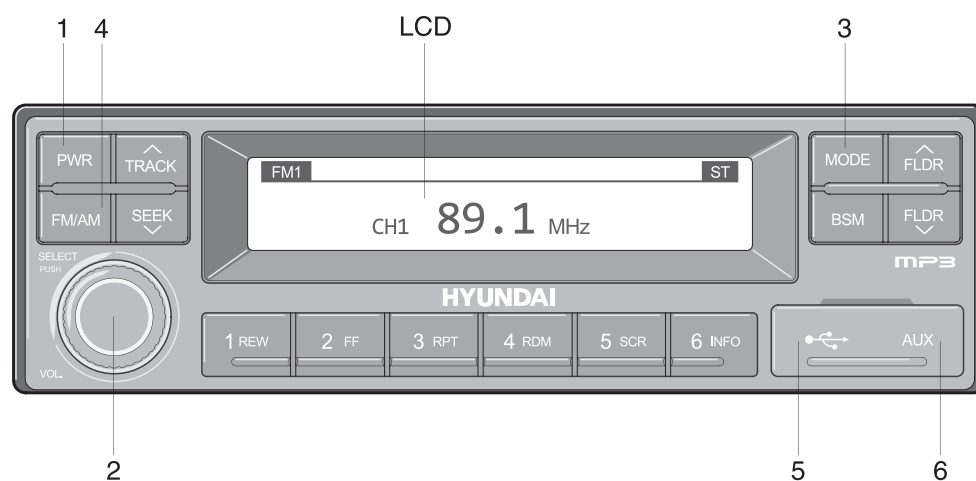 1 4 LCD 3
PWR TRACK MODE FLDR
FM1 ST
FM/AM SEEK BSM FLDR
CH1 89.1 MHz
SELECT
PUSH
MP3
HYUNDAI
1 REW 2 FF 3 RPT 4 RDM 5 SCR 6 INFO AUX
VOL.
2 5 6